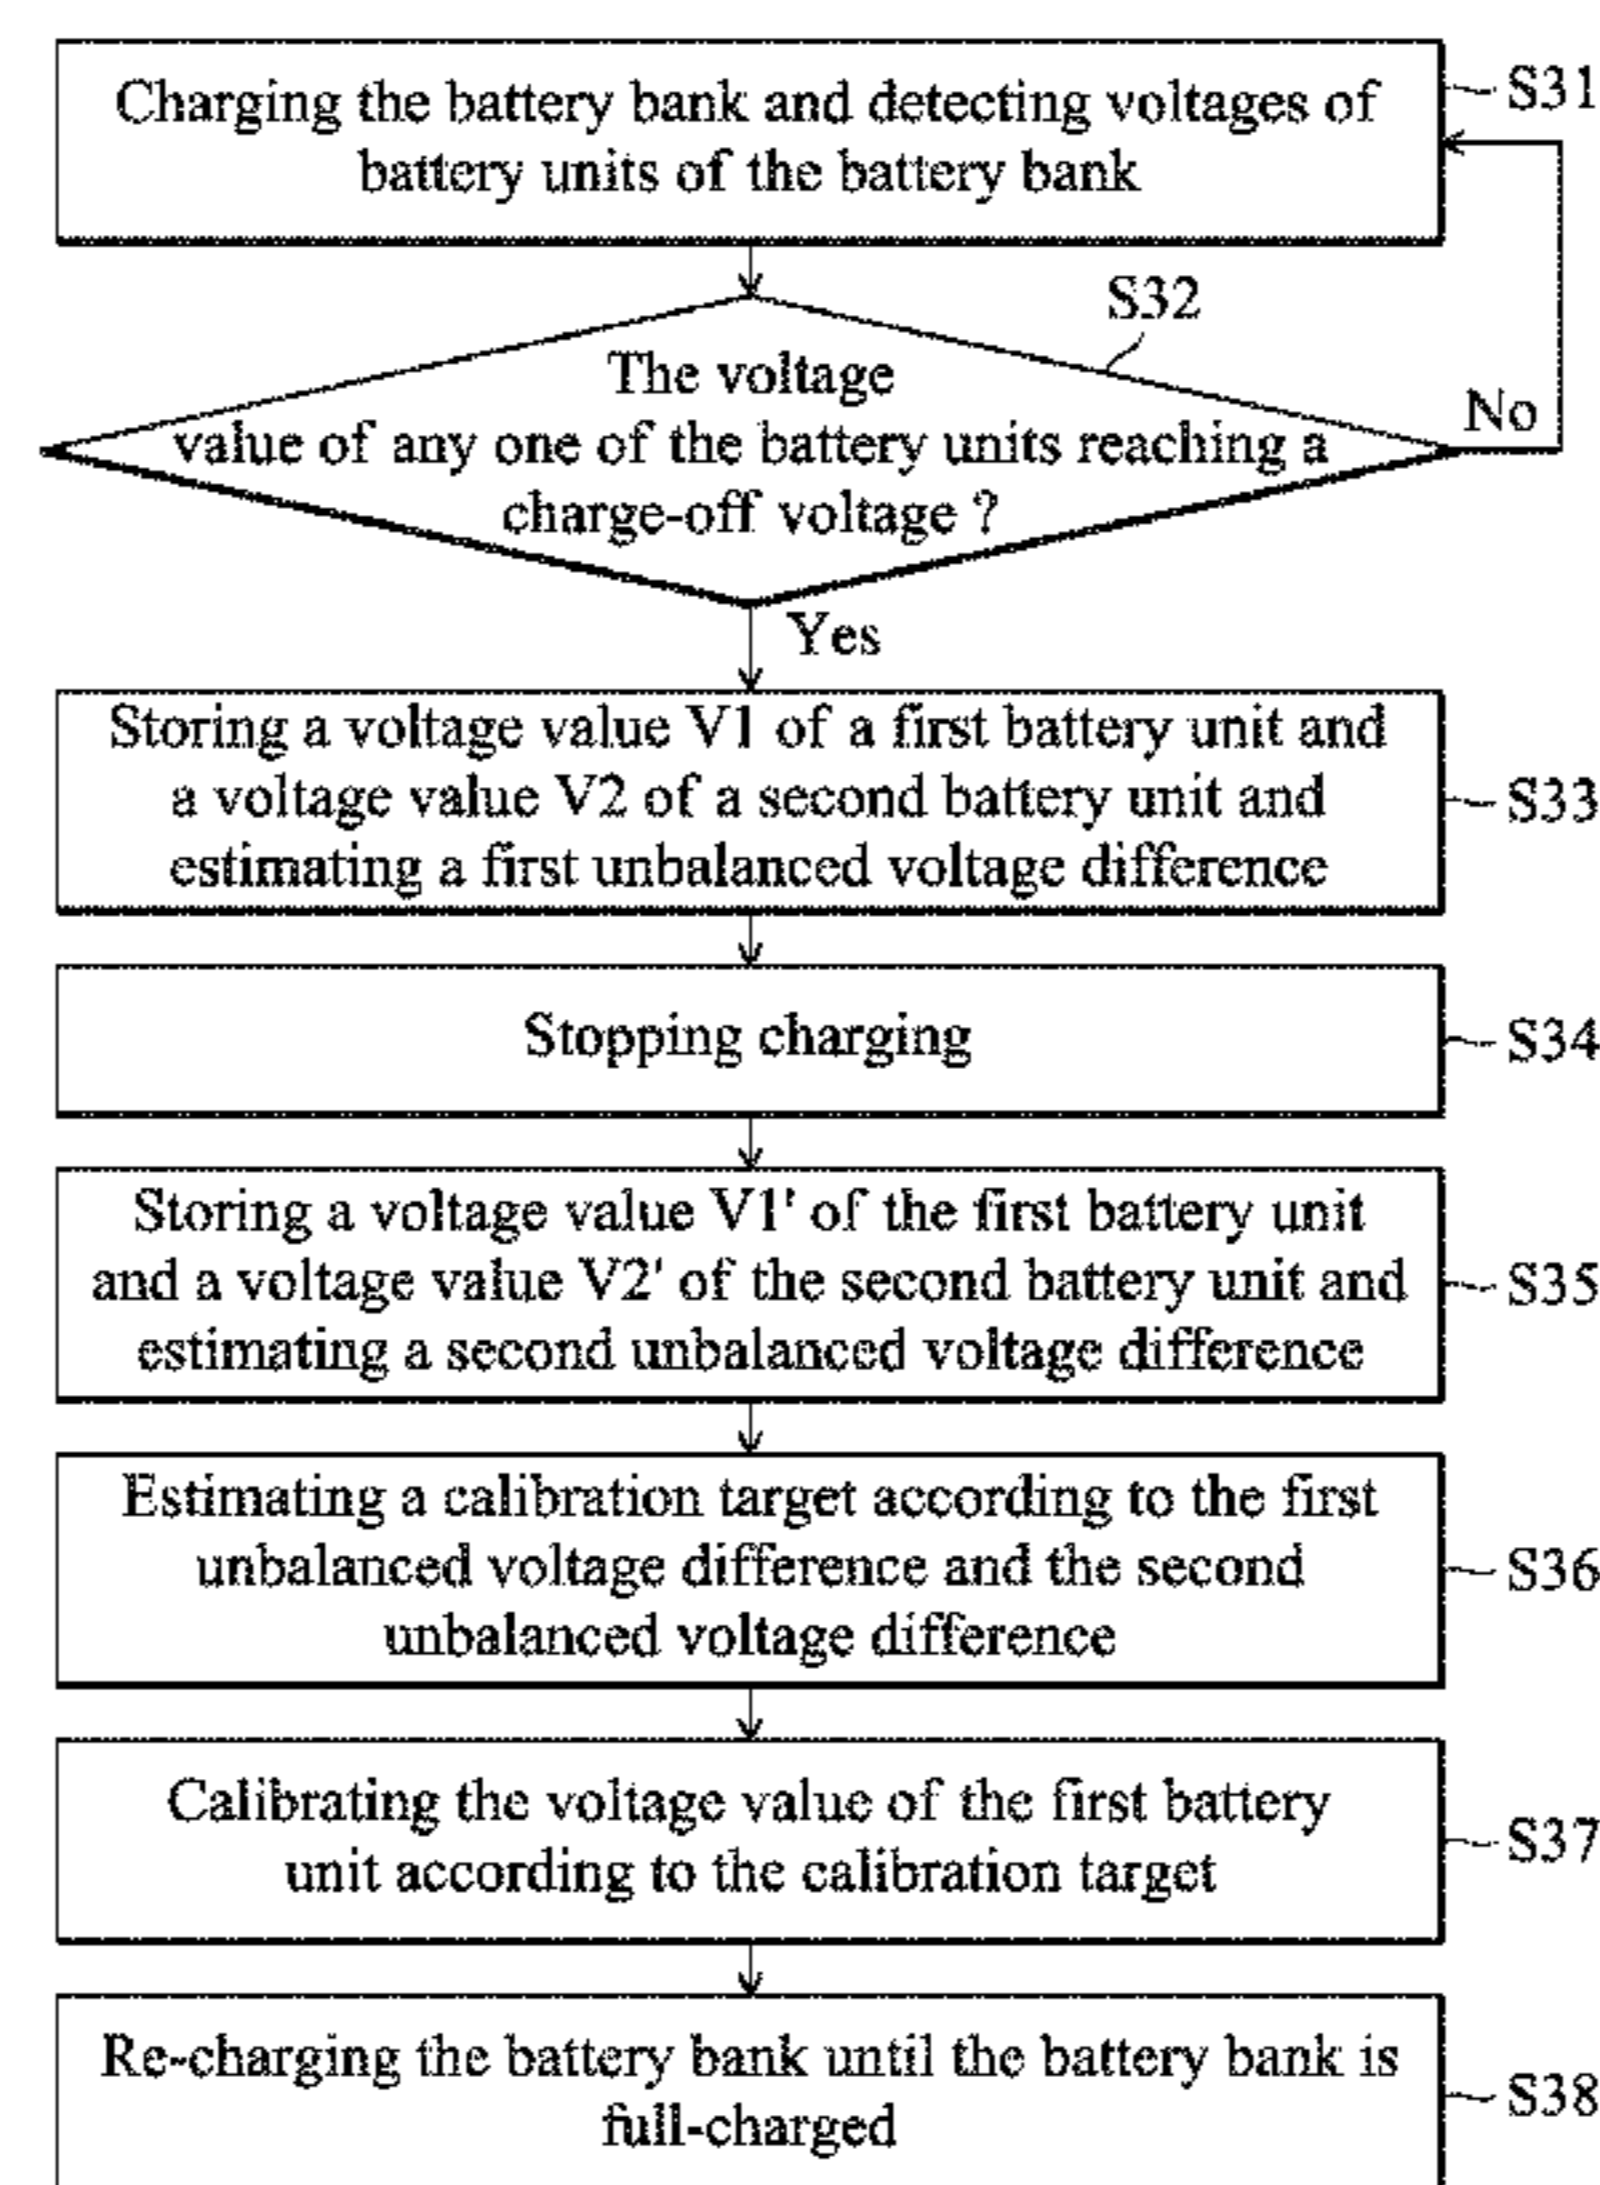 Charging the battery bank and detecting voltages of
battery units of the battery bank
S31
S32
The voltage
value of any one of the battery units reaching a
charge-off voltage ?
No
Yes
Storing a voltage value V1 of a first battery unit and
a voltage value V2 of a second battery unit and
estimating a first unbalanced voltage difference
S33
Stopping charging
S34
Storing a voltage value V1' of the first battery unit
and a voltage value V2' of the second battery unit and
estimating a second unbalanced voltage difference
S35
Estimating a calibration target according to the first
unbalanced voltage difference and the second
unbalanced voltage difference
S36
Calibrating the voltage value of the first battery
unit according to the calibration target
S37
Re-charging the battery bank until the battery bank is
full-charged
S38